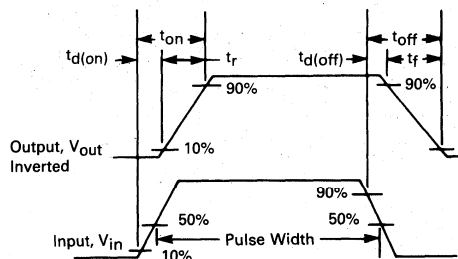 ton toff
td(on) tr td(off) tf
90% 90%
Output, Vout 10%
Inverted
90%
50% 50%
Input, Vin Pulse Width
10%